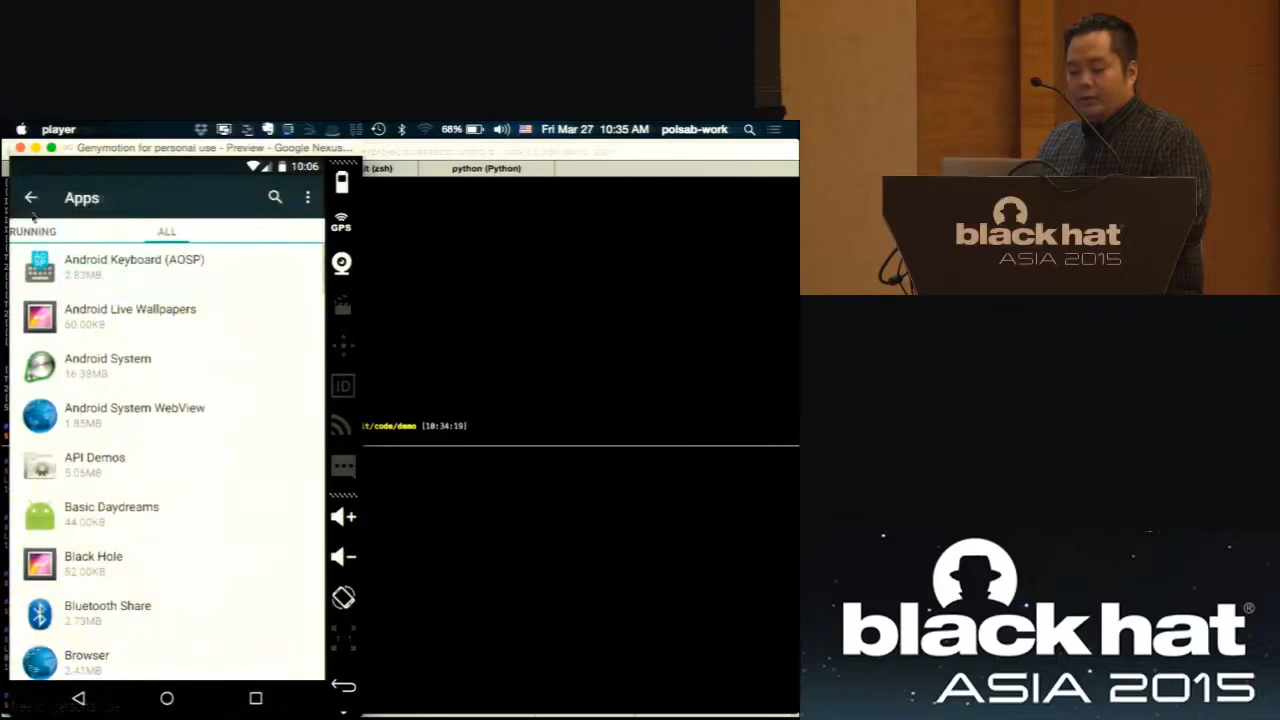 player
68%
Fri Mar 27 10:35 AM
polsab-work
Genymotion for personal use - Preview - Google Nexus...
(zsh)
python (Python)
10:06
Apps
RUNNING
ALL
Android Keyboard (AOSP)
2.83MB
Android Live Wallpapers
60.00KB
Android System
16.38MB
Android System WebView
1.85MB
API Demos
5.06MB
Basic Daydreams
44.00KB
Black Hole
52.00KB
Bluetooth Share
2.73MB
Browser
2.41MB
GPS
ID
it/code/demo [10:34:19]
black hat
ASIA 2015
black hat®
ASIA 2015